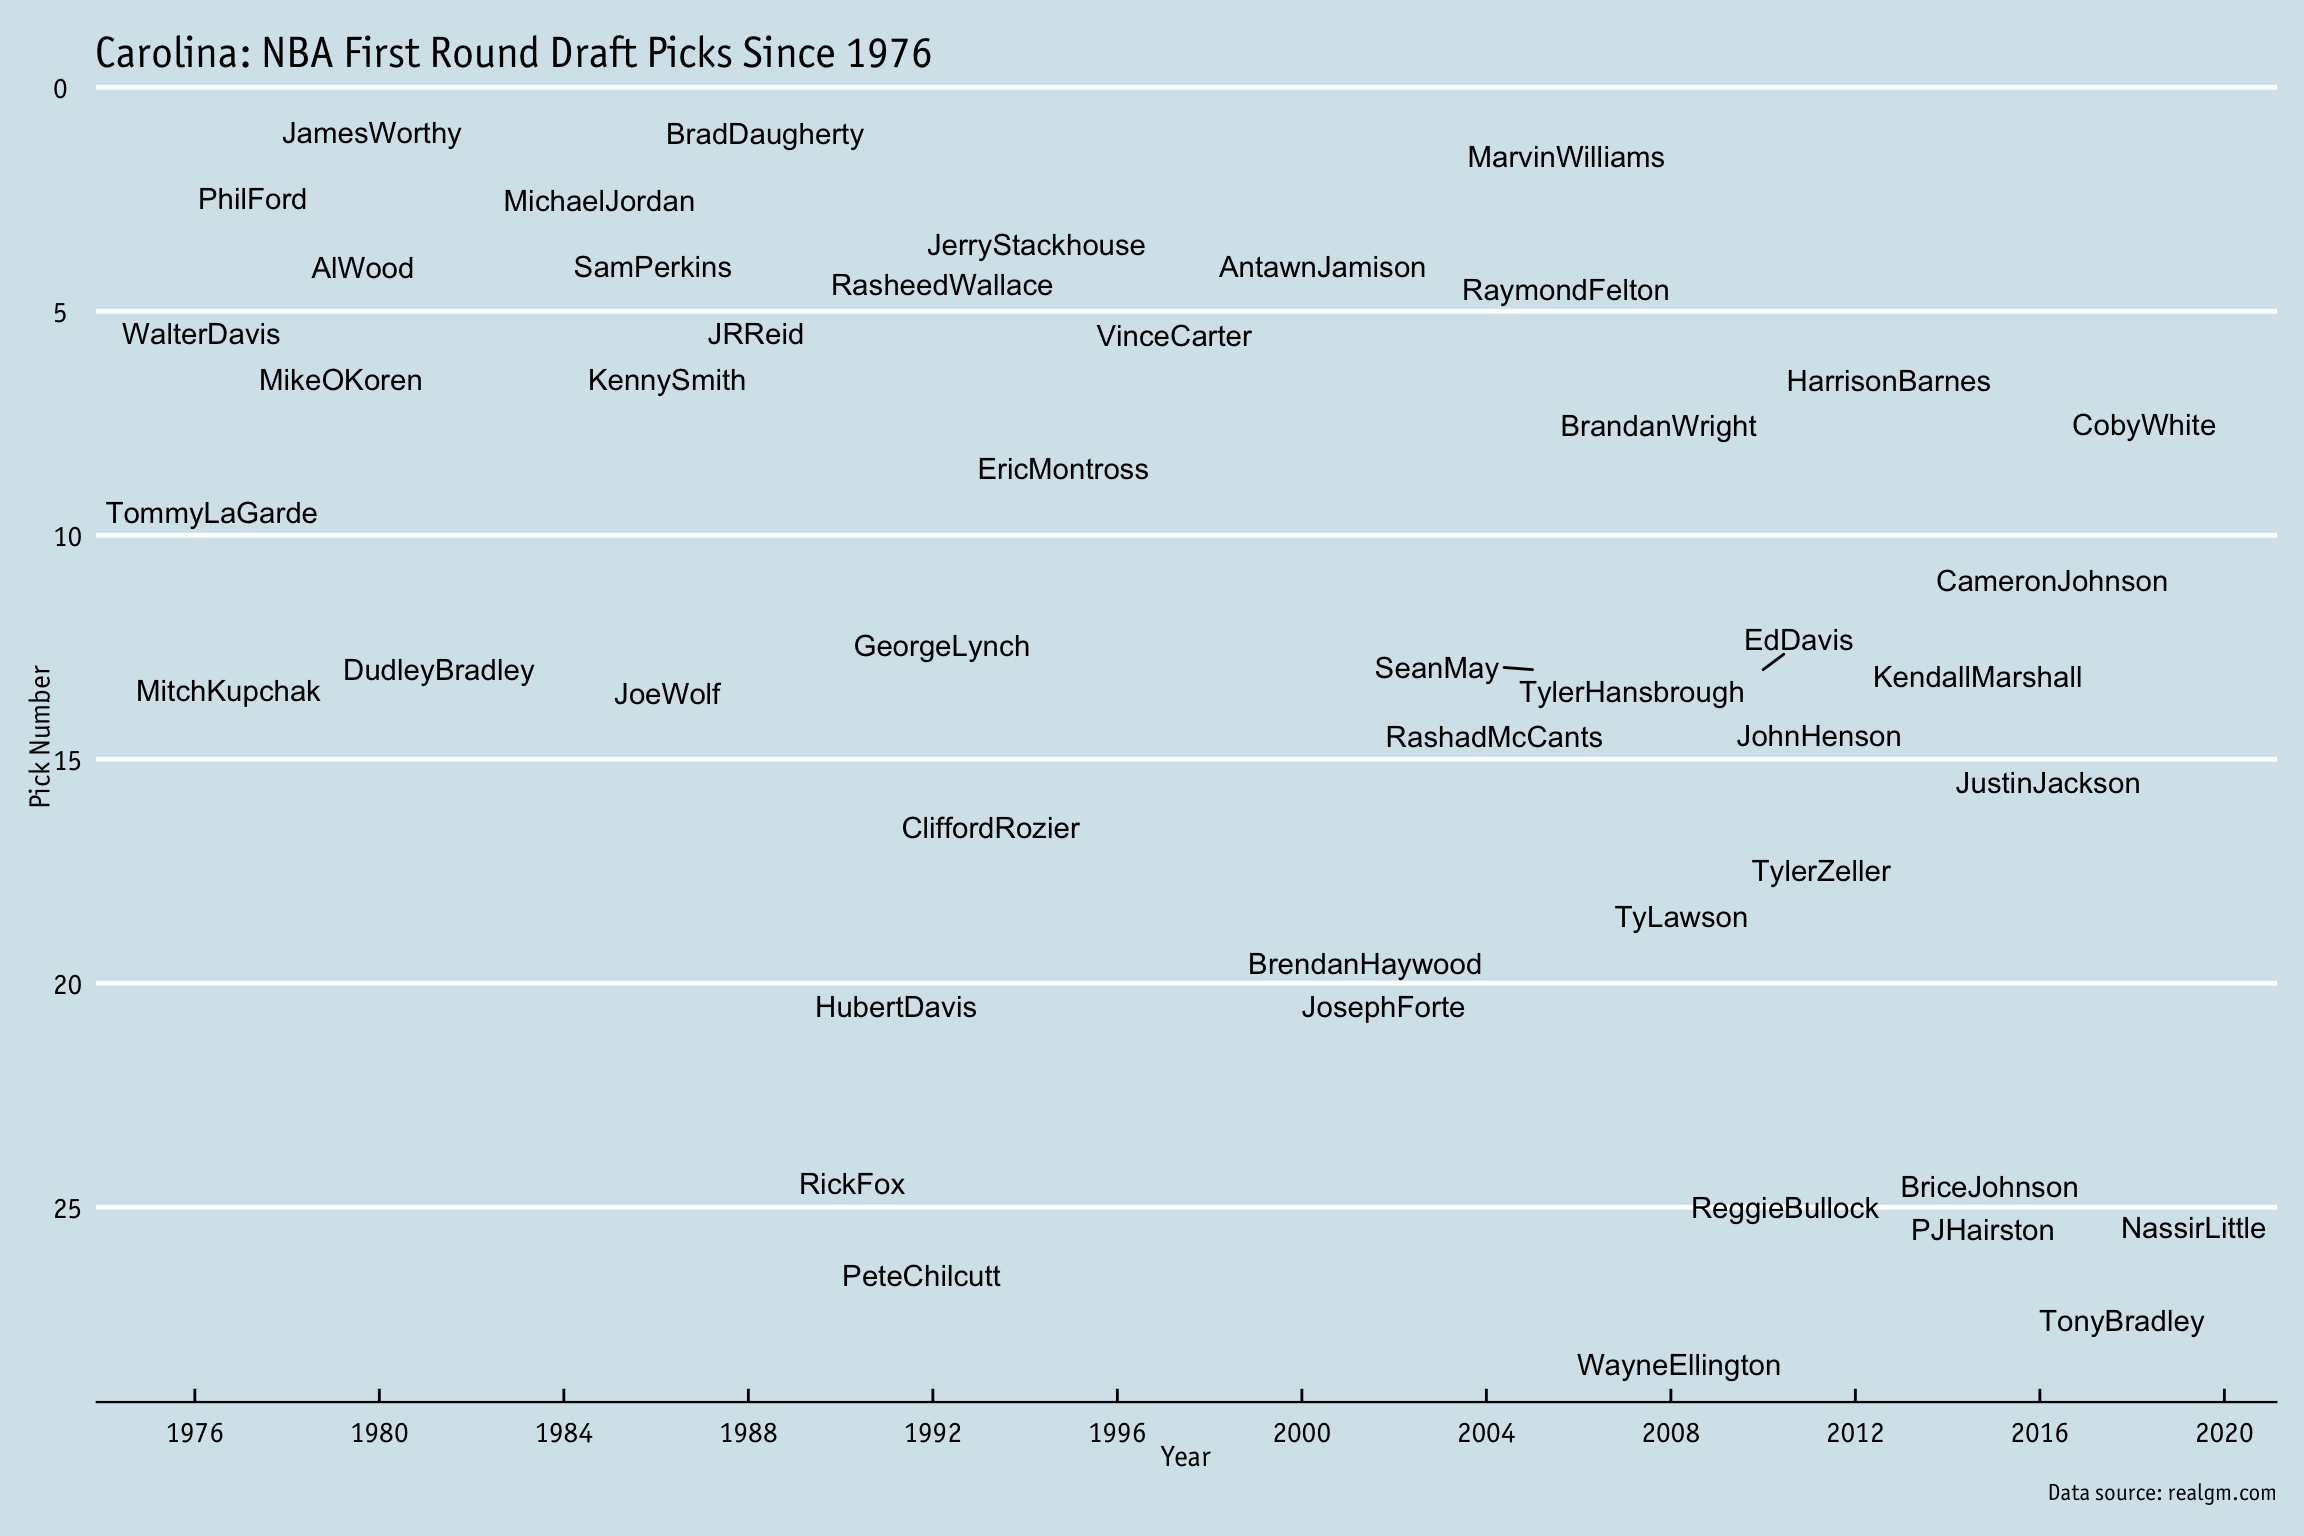 Carolina: NBA First Round Draft Picks Since 1976
0
JamesWorthy
BradDaugherty
MarvinWilliams
PhilFord
MichaelJordan
JerryStackhouse
AlWood
SamPerkins
AntawnJamison
RasheedWallace
RaymondFelton
5
WalterDavis
JRReid
VinceCarter
MikeOKoren
KennySmith
HarrisonBarnes
BrandanWright
CobyWhite
EricMontross
TommyLaGarde
10
CameronJohnson
EdDavis
GeorgeLynch
SeanMay
DudleyBradley
KendallMarshall
MitchKupchak
JoeWolf
TylerHansbrough
RashadMcCants
JohnHenson
Pick Number
15
JustinJackson
CliffordRozier
TylerZeller
TyLawson
BrendanHaywood
20
HubertDavis
JosephForte
RickFox
BriceJohnson
25
ReggieBullock
PJHairston
NassirLittle
PeteChilcutt
TonyBradley
WayneEllington
1976 1980 1984 1988 1992 1996 2000 2004 2008 2012 2016 2020
Year
Data source: realgm.com